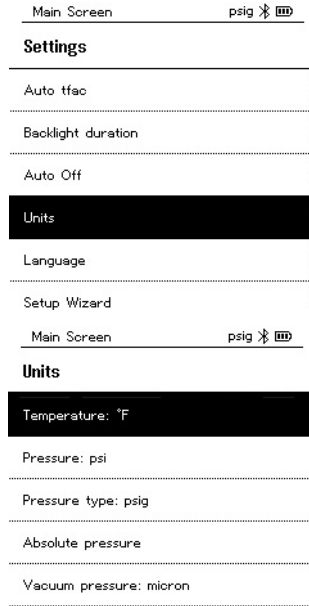 Main Screen psig
Settings
Auto tfac
Backlight duration
Auto Off
Units
Language
Setup Wizard
Main Screen psig
Units
Temperature: °F
Pressure: psi
Pressure type: psig
Absolute pressure
Vacuum pressure: micron